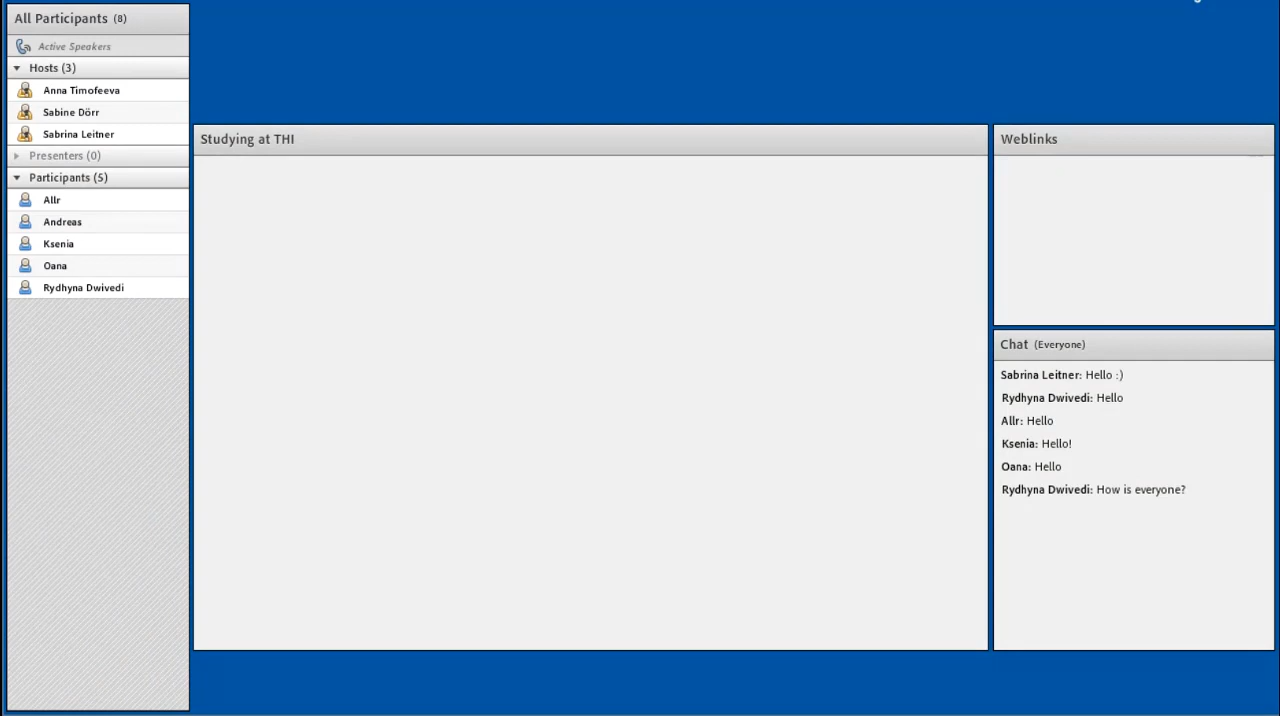 All Participants (8)
Active Speakers
Hosts (3)
Anna Timofeeva
Sabine Dörr
Sabrina Leitner
Presenters (0)
Participants (5)
Allr
Andreas
Ksenia
Oana
Rydhyna Dwivedi
Studying at THI
Weblinks
Chat (Everyone)
Sabrina Leitner: Hello :)
Rydhyna Dwivedi: Hello
Allr: Hello
Ksenia: Hello!
Oana: Hello
Rydhyna Dwivedi: How is everyone?